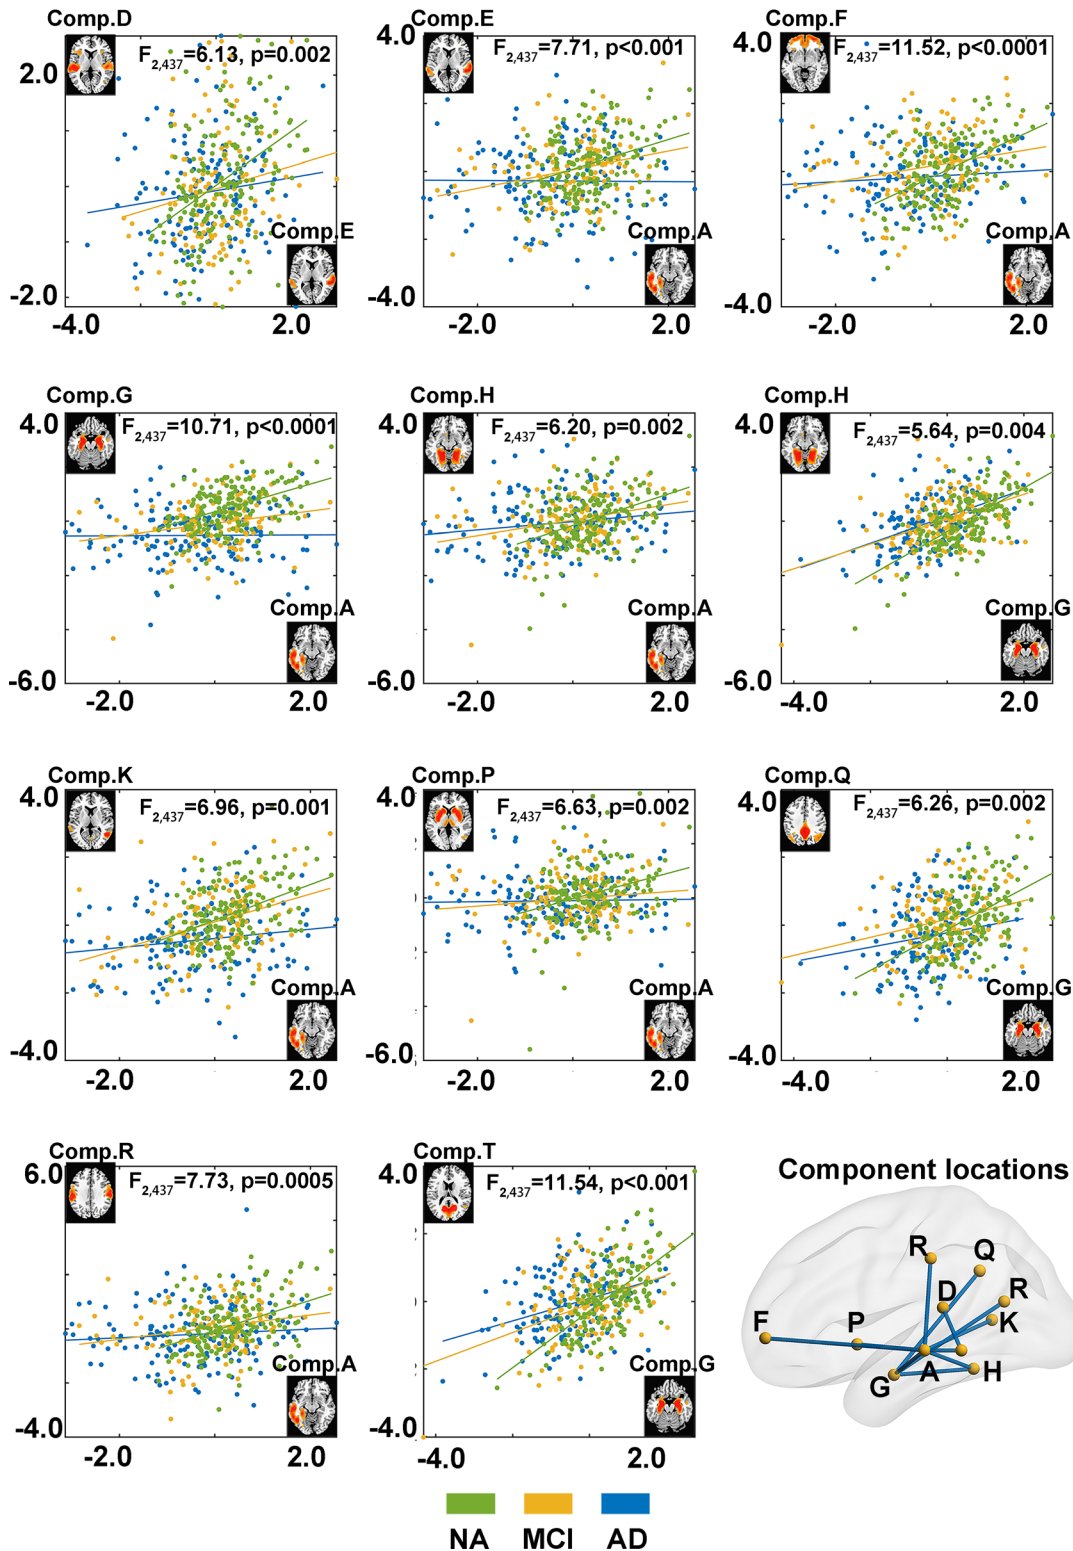 Comp.D
F2,437=6.13, p=0.002
2.0
-2.0
Comp.E
-4.0 2.0
Comp.E
4.0
F2,437=7.71, p<0.001
Comp.A
-4.0
-2.0 2.0
Comp.F
4.0
F2,437=11.52, p<0.0001
Comp.A
-4.0
-2.0 2.0
Comp.G
4.0
F2,437=10.71, p<0.0001
Comp.A
-6.0
-2.0 2.0
Comp.H
4.0
F2,437=6.20, p=0.002
Comp.A
-6.0
-2.0 2.0
Comp.H
4.0
F2,437=5.64, p=0.004
Comp.G
-6.0
-4.0 2.0
Comp.K
4.0
F2,437=6.96, p=0.001
Comp.A
-4.0
-2.0 2.0
Comp.P
4.0
F2,437=6.63, p=0.002
Comp.A
-6.0
-2.0 2.0
Comp.Q
4.0
F2,437=6.26, p=0.002
Comp.G
-4.0
-4.0 2.0
Comp.R
6.0
F2,437=7.73, p=0.0005
Comp.A
-4.0
-2.0 2.0
Comp.T
4.0
F2,437=11.54, p<0.001
Comp.G
-4.0
-4.0 2.0
Component locations
R
Q
D
R
K
F
P
A
G
H
NA MCI AD